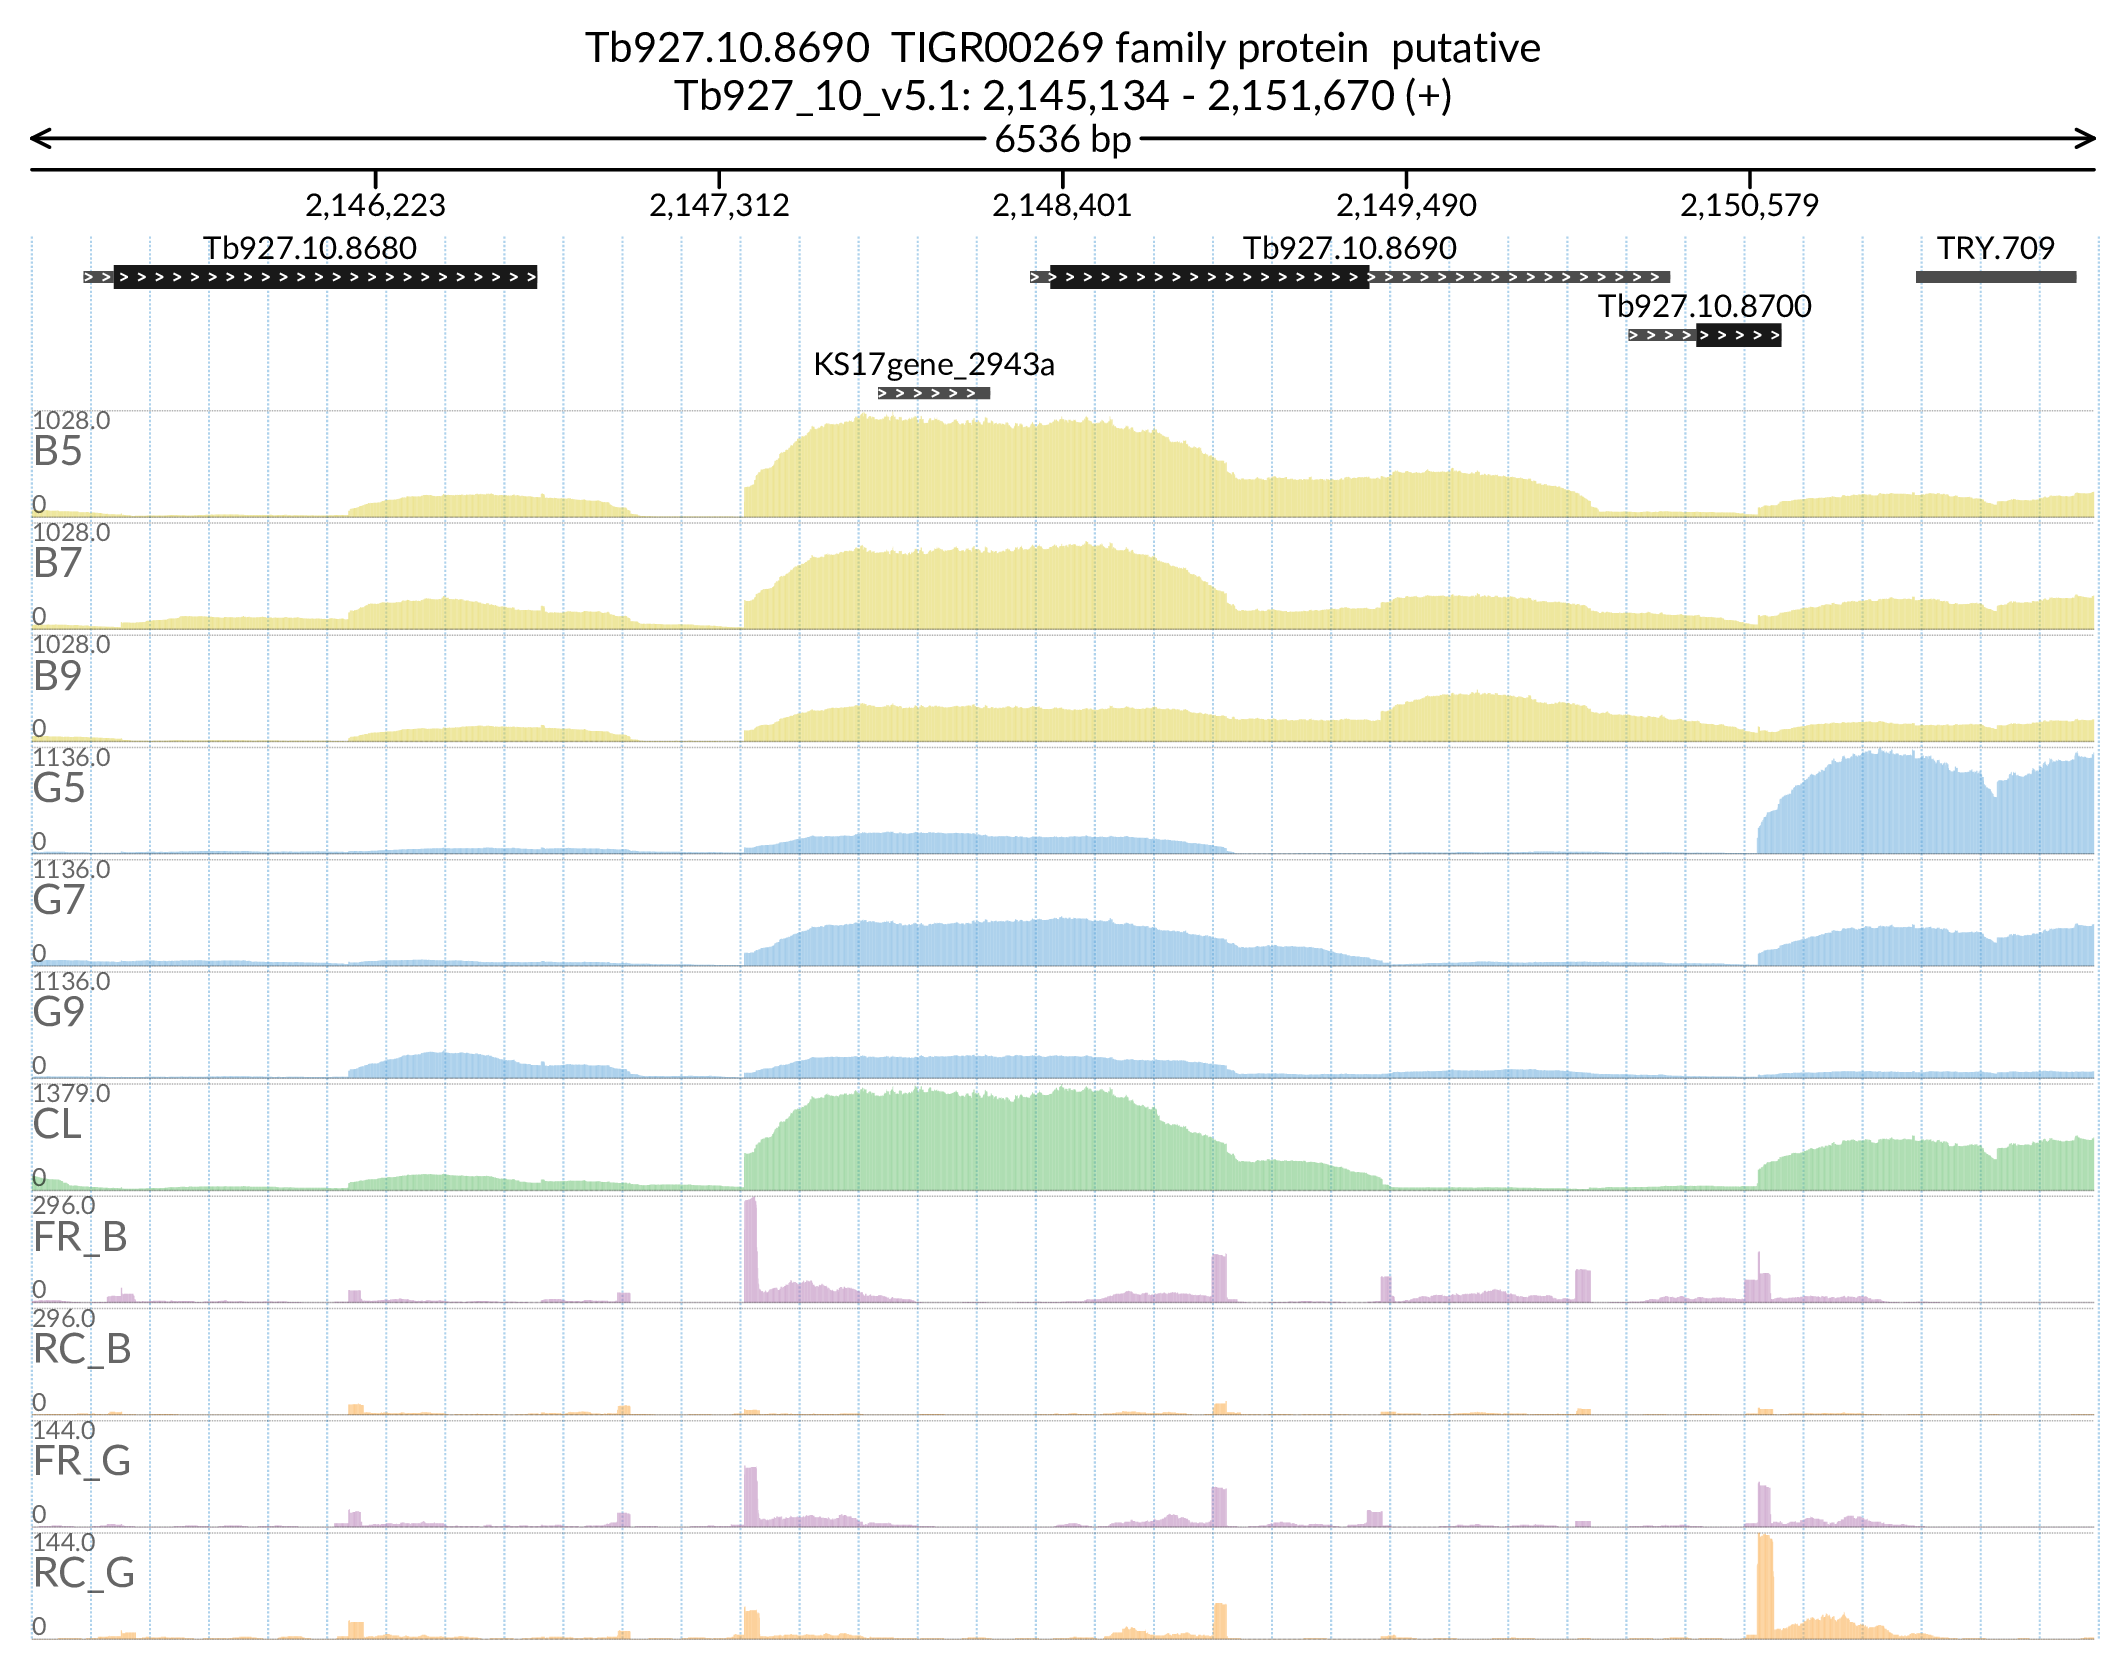 Tb927.10.8690  TIGR00269 family protein  putative
Tb927_10_v5.1: 2,145,134 - 2,151,670 (+)
6536 bp
2,146,223 2,147,312 2,148,401 2,149,490 2,150,579
Tb927.10.8680 Tb927.10.8690 TRY.709
Tb927.10.8700
KS17gene_2943a
1028.0
B5
0
1028.0
B7
0
1028.0
B9
0
1136.0
G5
0
1136.0
G7
0
1136.0
G9
0
1379.0
CL
0
296.0
FR_B
0
296.0
RC_B
0
144.0
FR_G
0
144.0
RC_G
0